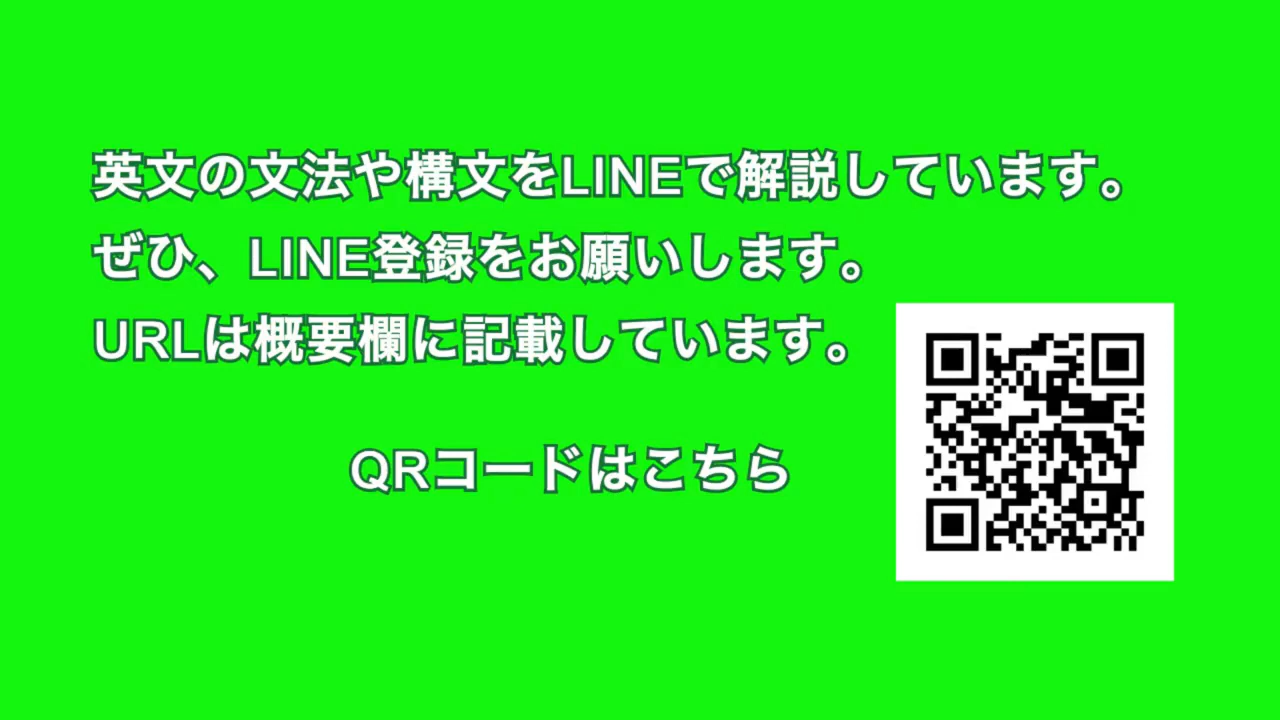 英文の文法や構文をLINEで解説しています。
ぜひ、LINE登録をお願いします。
URLは概要欄に記載しています。
QRコードはこちら